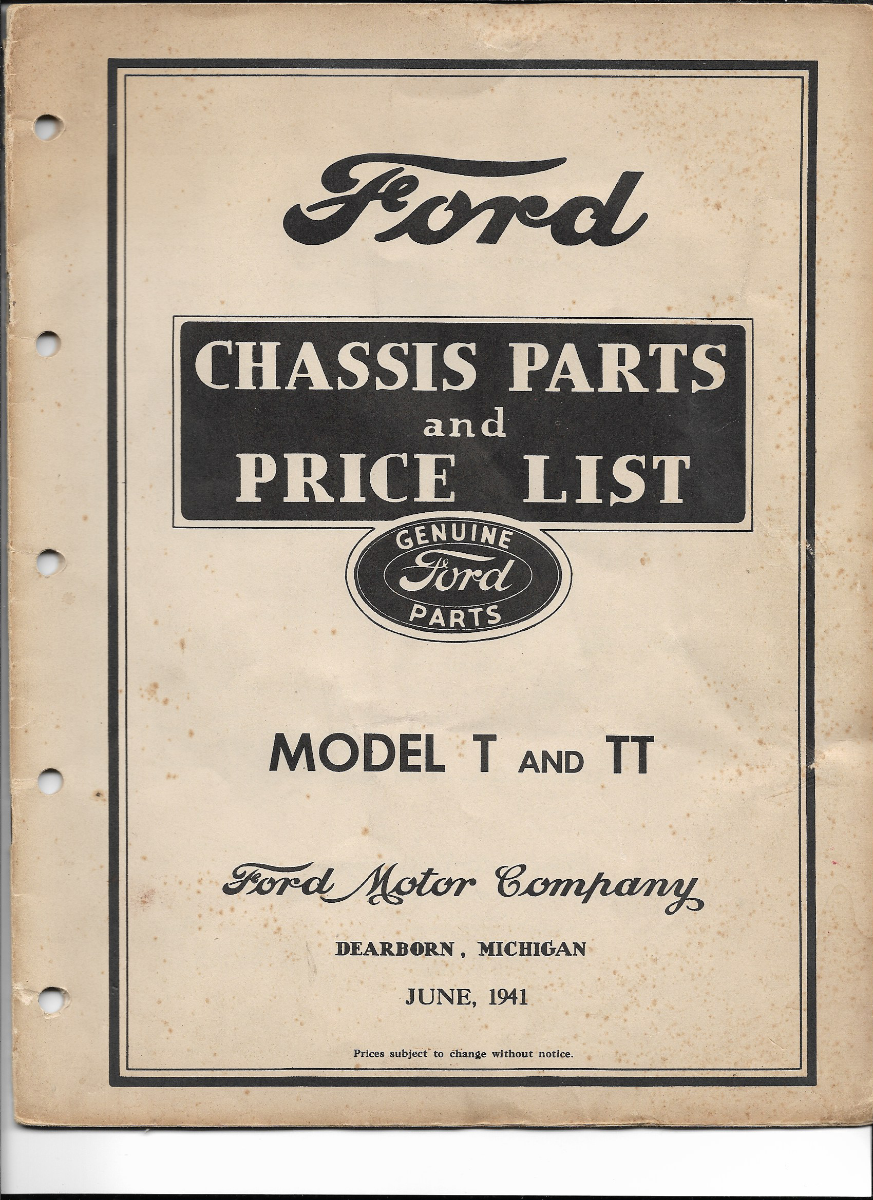 Ford
CHASSIS PARTS
and
PRICE LIST
GENUINE
Ford
PARTS
MODEL T AND TT
Ford Motor Company
DEARBORN, MICHIGAN
JUNE, 1941
Prices subject to change without notice.